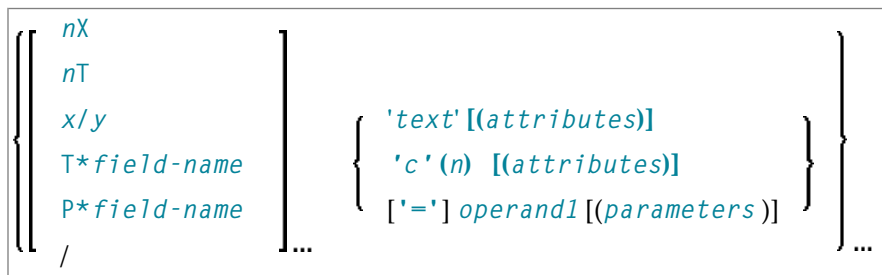 nX
nT
x/y
T*field-name
P*field-name
/
...
'text' [(attributes)]
'c' (n) [(attributes)]
['='] operand1 [(parameters )]
...